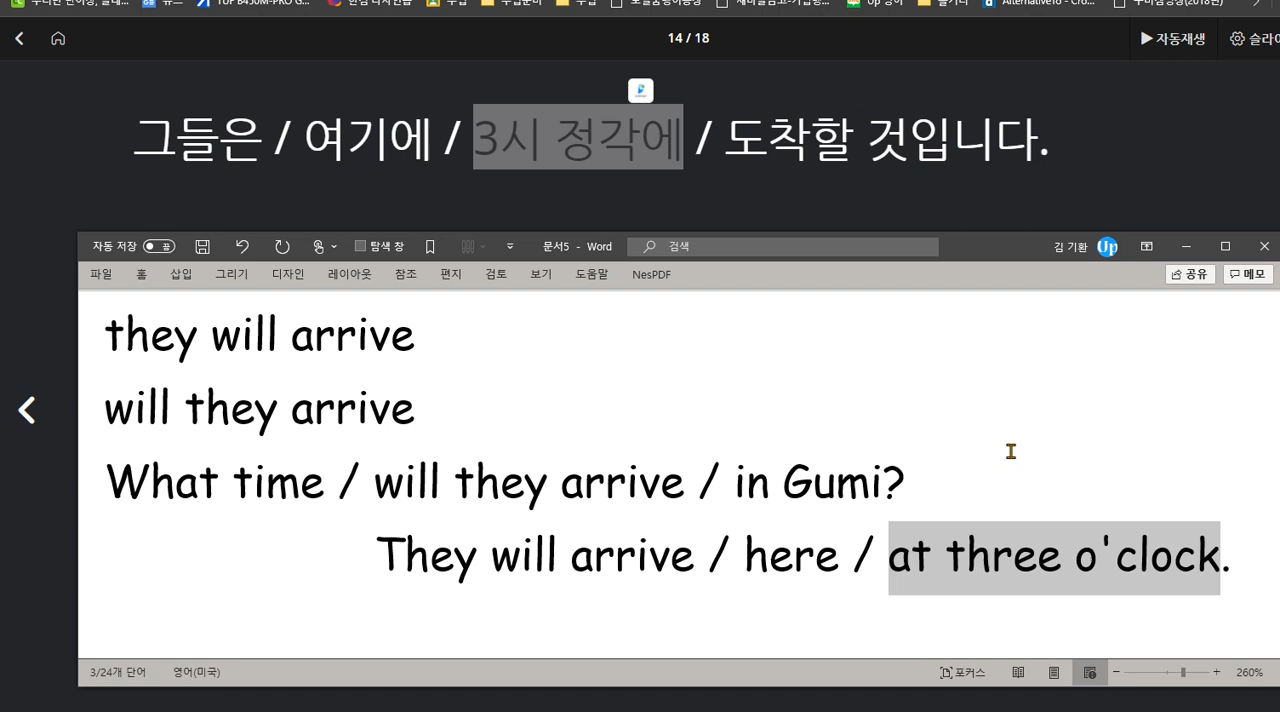 뉴스
14 / 18
▶ 자동재생
그들은 / 여기에 / 3시 정각에 / 도착할 것입니다.
자동 저장 끔 탐색 창 문서5 - Word 검색 김 기환 Up
파일 홈 삽입 그리기 디자인 레이아웃 참조 편지 검토 보기 도움말 NesPDF 공유 메모
they will arrive
will they arrive
What time / will they arrive / in Gumi?
They will arrive / here / at three o'clock.
3/24개 단어 영어(미국) 포커스 - + 260%